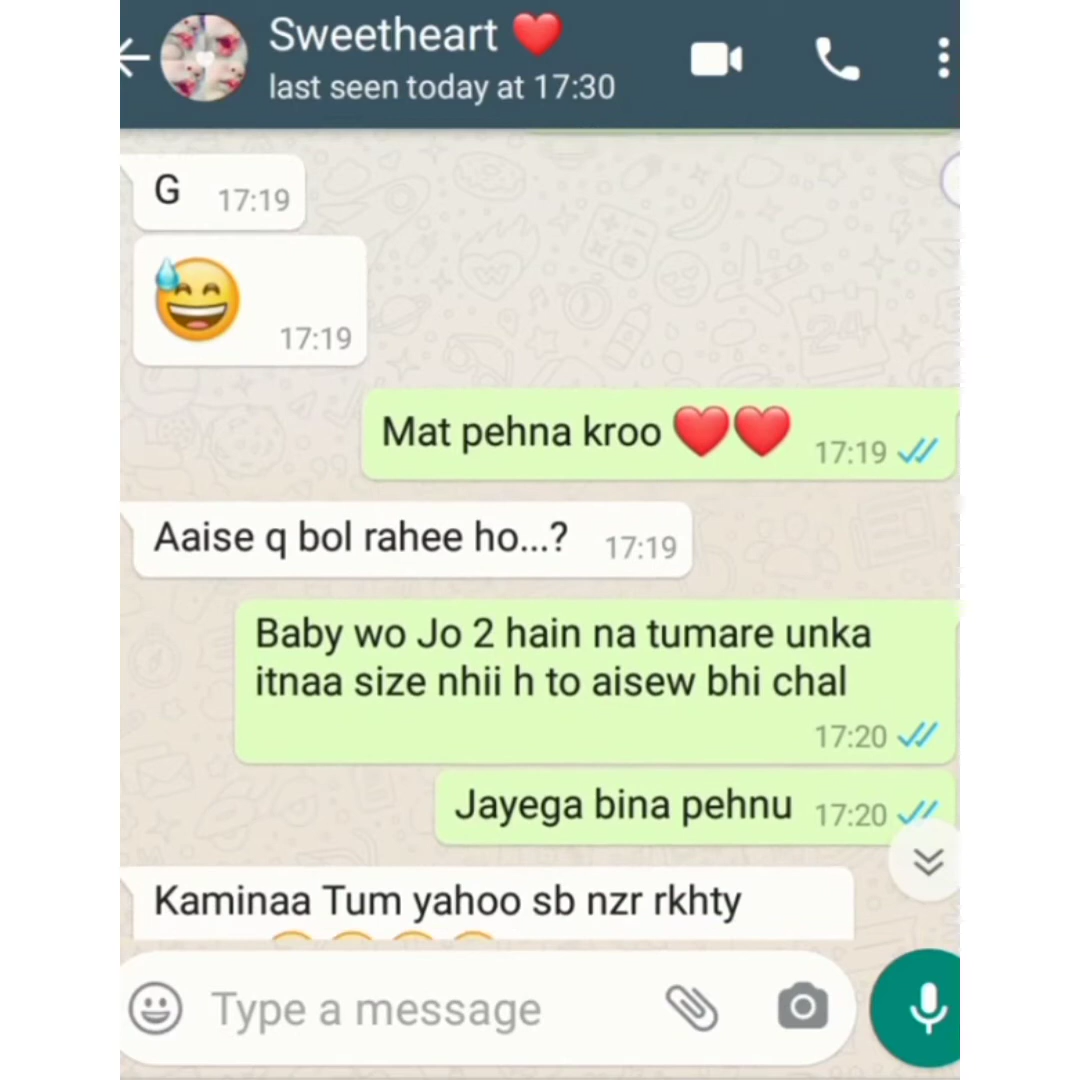 Sweetheart ❤️
last seen today at 17:30
G 17:19
😅 17:19
Mat pehna kroo ❤️❤️ 17:19
Aaise q bol rahee ho...? 17:19
Baby wo Jo 2 hain na tumare unka
itnaa size nhii h to aisew bhi chal
17:20
Jayega bina pehnu 17:20
Kaminaa Tum yahoo sb nzr rkhty
Type a message